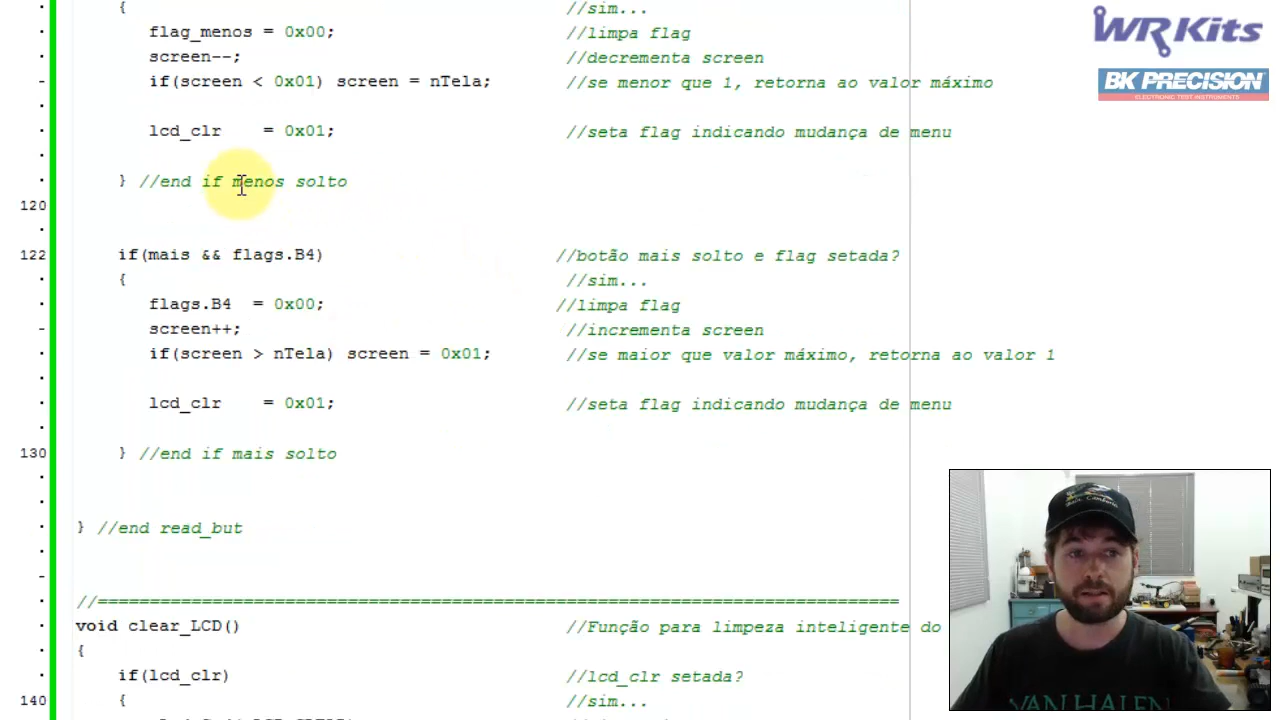 { //sim...
flag_menos = 0x00; //limpa flag
screen--; //decrementa screen
if(screen < 0x01) screen = nTela; //se menor que 1, retorna ao valor máximo
lcd_clr = 0x01; //seta flag indicando mudança de menu
} //end if menos solto
120
122 if(mais && flags.B4) //botão mais solto e flag setada?
{ //sim...
flags.B4 = 0x00; //limpa flag
screen++; //incrementa screen
if(screen > nTela) screen = 0x01; //se maior que valor máximo, retorna ao valor 1
lcd_clr = 0x01; //seta flag indicando mudança de menu
130 } //end if mais solto
} //end read_but
//=============================================================================
void clear_LCD() //Função para limpeza inteligente do
{
if(lcd_clr) //lcd_clr setada?
140 { //sim...
WR Kits
BK PRECISION
ELECTRONIC TEST INSTRUMENTS
VAN HALEN